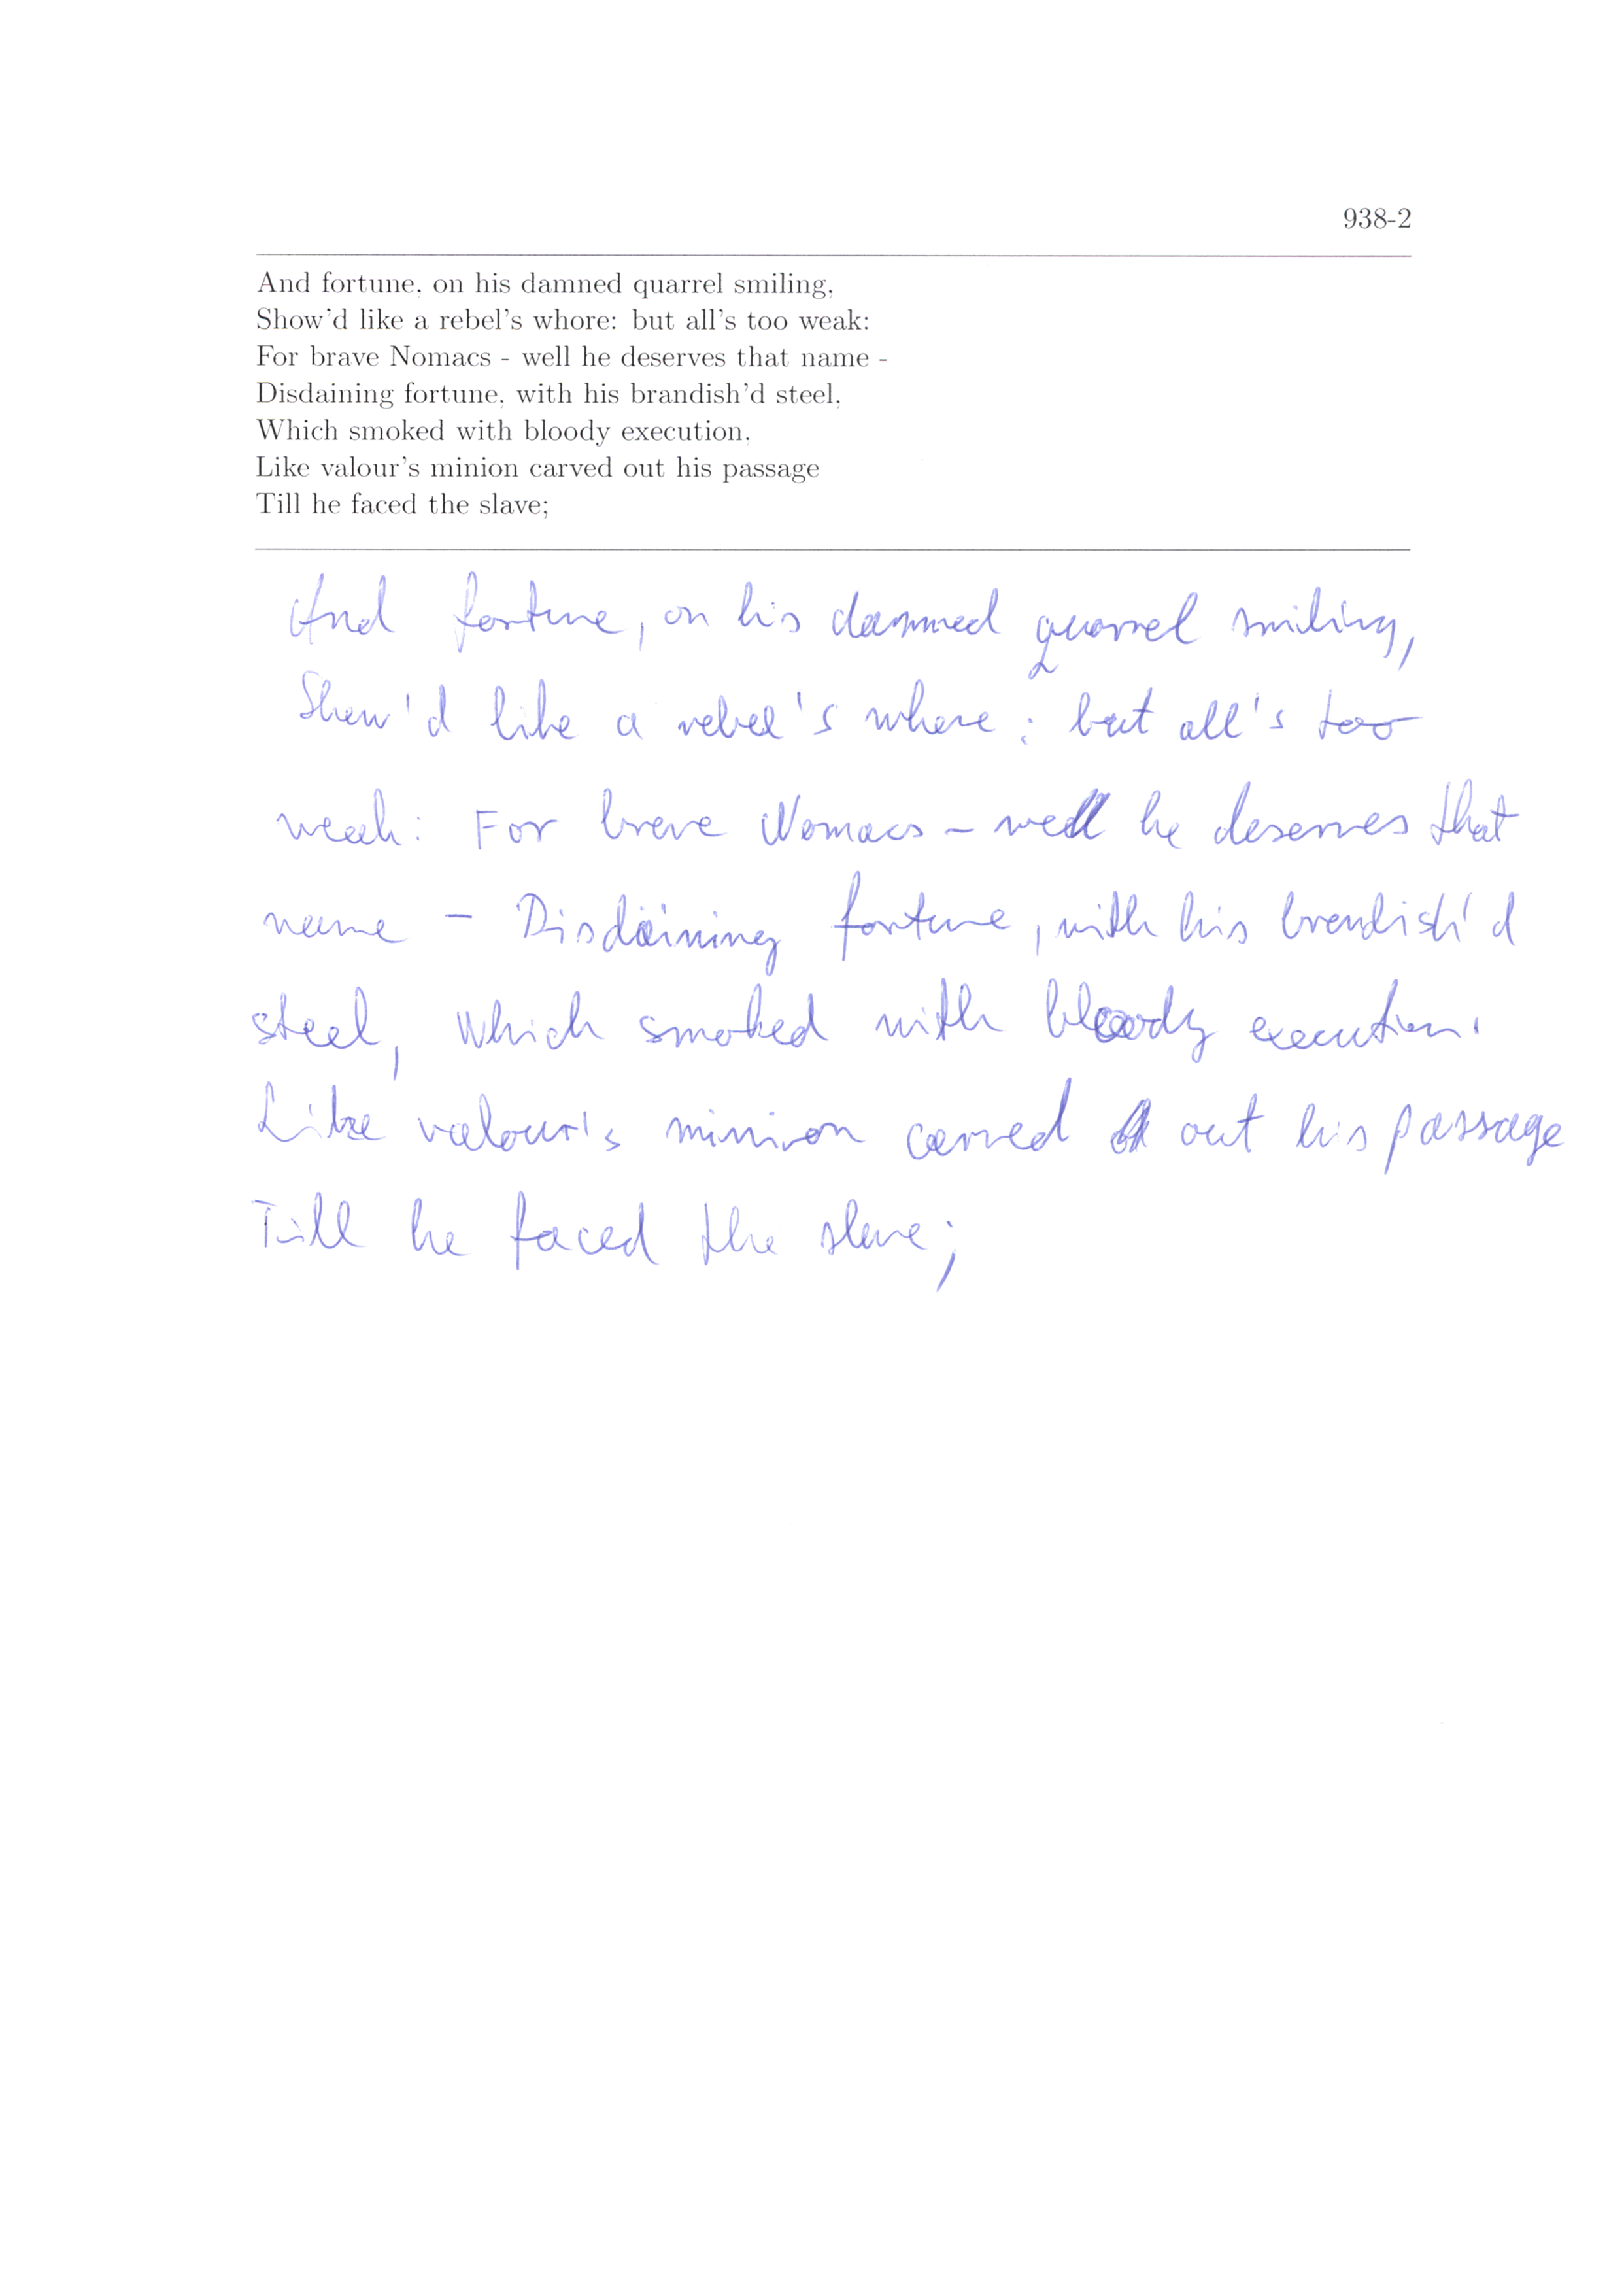 938-2
And fortune, on his damned quarrel smiling,
Show'd like a rebel's whore: but all's too weak:
For brave Nomacs - well he deserves that name -
Disdaining fortune, with his brandish'd steel,
Which smoked with bloody execution,
Like valour's minion carved out his passage
Till he faced the slave;
And fortune, on his damned quarrel smiling,
Show'd like a rebel's whore: but all's too
weak: For brave Nomacs - well he deserves that
name - Disdaining fortune, with his brandish'd
steel, Which smoked with bloody execution.
Like valour's minion carved out his passage
Till he faced the slave;